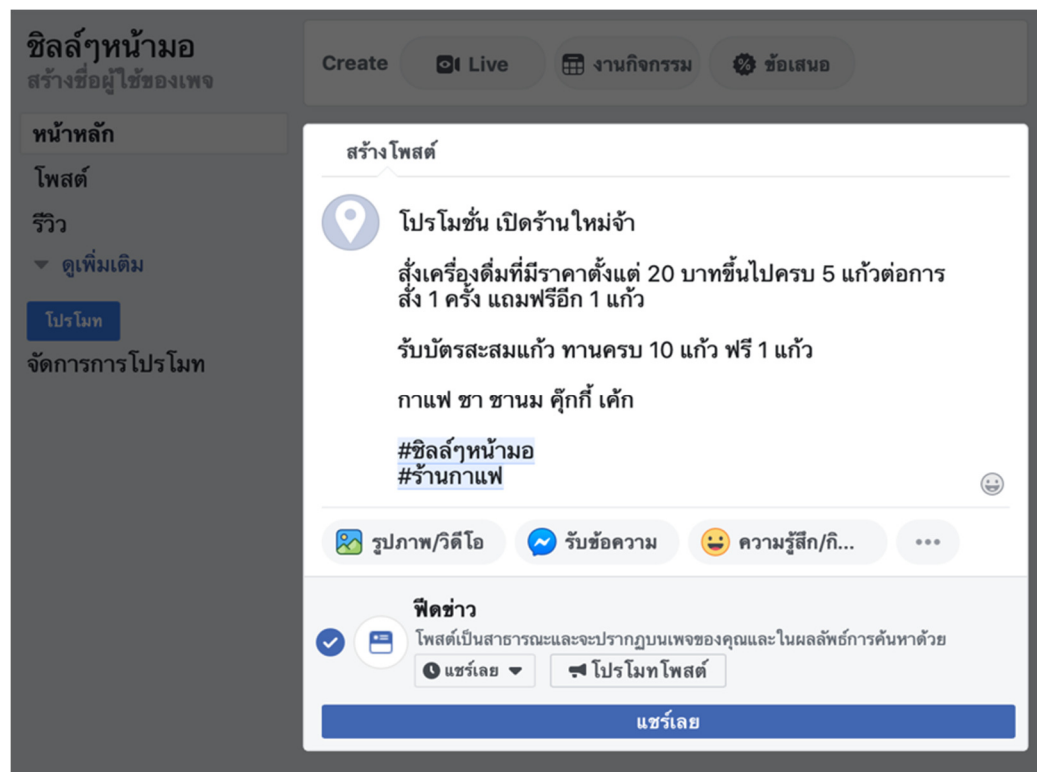 ชิลล์ๆหน้ามอ
สร้างชื่อผู้ใช้ของเพจ
หน้าหลัก
โพสต์
รีวิว
ดูเพิ่มเติม
โปรโมท
จัดการการโปรโมท
Create
Live
งานกิจกรรม
ข้อเสนอ
สร้างโพสต์
โปรโมชั่น เปิดร้านใหม่จ้า
สั่งเครื่องดื่มที่มีราคาตั้งแต่ 20 บาทขึ้นไปครบ 5 แก้วต่อการ
สั่ง 1 ครั้ง แถมฟรีอีก 1 แก้ว
รับบัตรสะสมแก้ว ทานครบ 10 แก้ว ฟรี 1 แก้ว
กาแฟ ชา ชานม คุ๊กกี้ เค้ก
#ชิลล์ๆหน้ามอ
#ร้านกาแฟ
รูปภาพ/วิดีโอ
รับข้อความ
ความรู้สึก/กิ...
ฟีดข่าว
โพสต์เป็นสาธารณะและจะปรากฏบนเพจของคุณและในผลลัพธ์การค้นหาด้วย
แชร์เลย
โปรโมทโพสต์
แชร์เลย